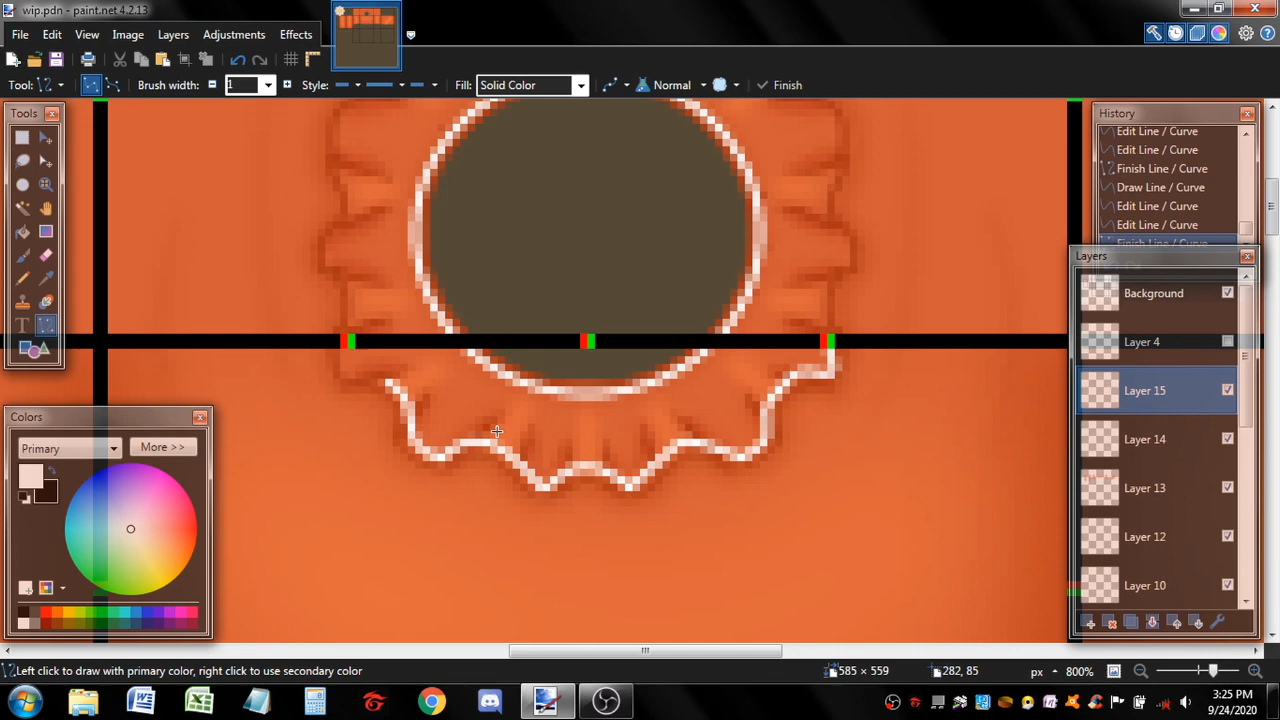 wip.pdn - paint.net 4.2.13
File Edit View Image Layers Adjustments Effects
Tool: Brush width: 1 Style: Fill: Solid Color Normal Finish
Tools
History
Edit Line / Curve
Edit Line / Curve
Finish Line / Curve
Draw Line / Curve
Edit Line / Curve
Edit Line / Curve
Finish Line / Curve
Layers
Background
Layer 4
Layer 15
Layer 14
Layer 13
Layer 12
Layer 10
Colors
Primary More >>
Left click to draw with primary color, right click to use secondary color 585 × 559 282, 85 px 800%
3:25 PM
9/24/2020